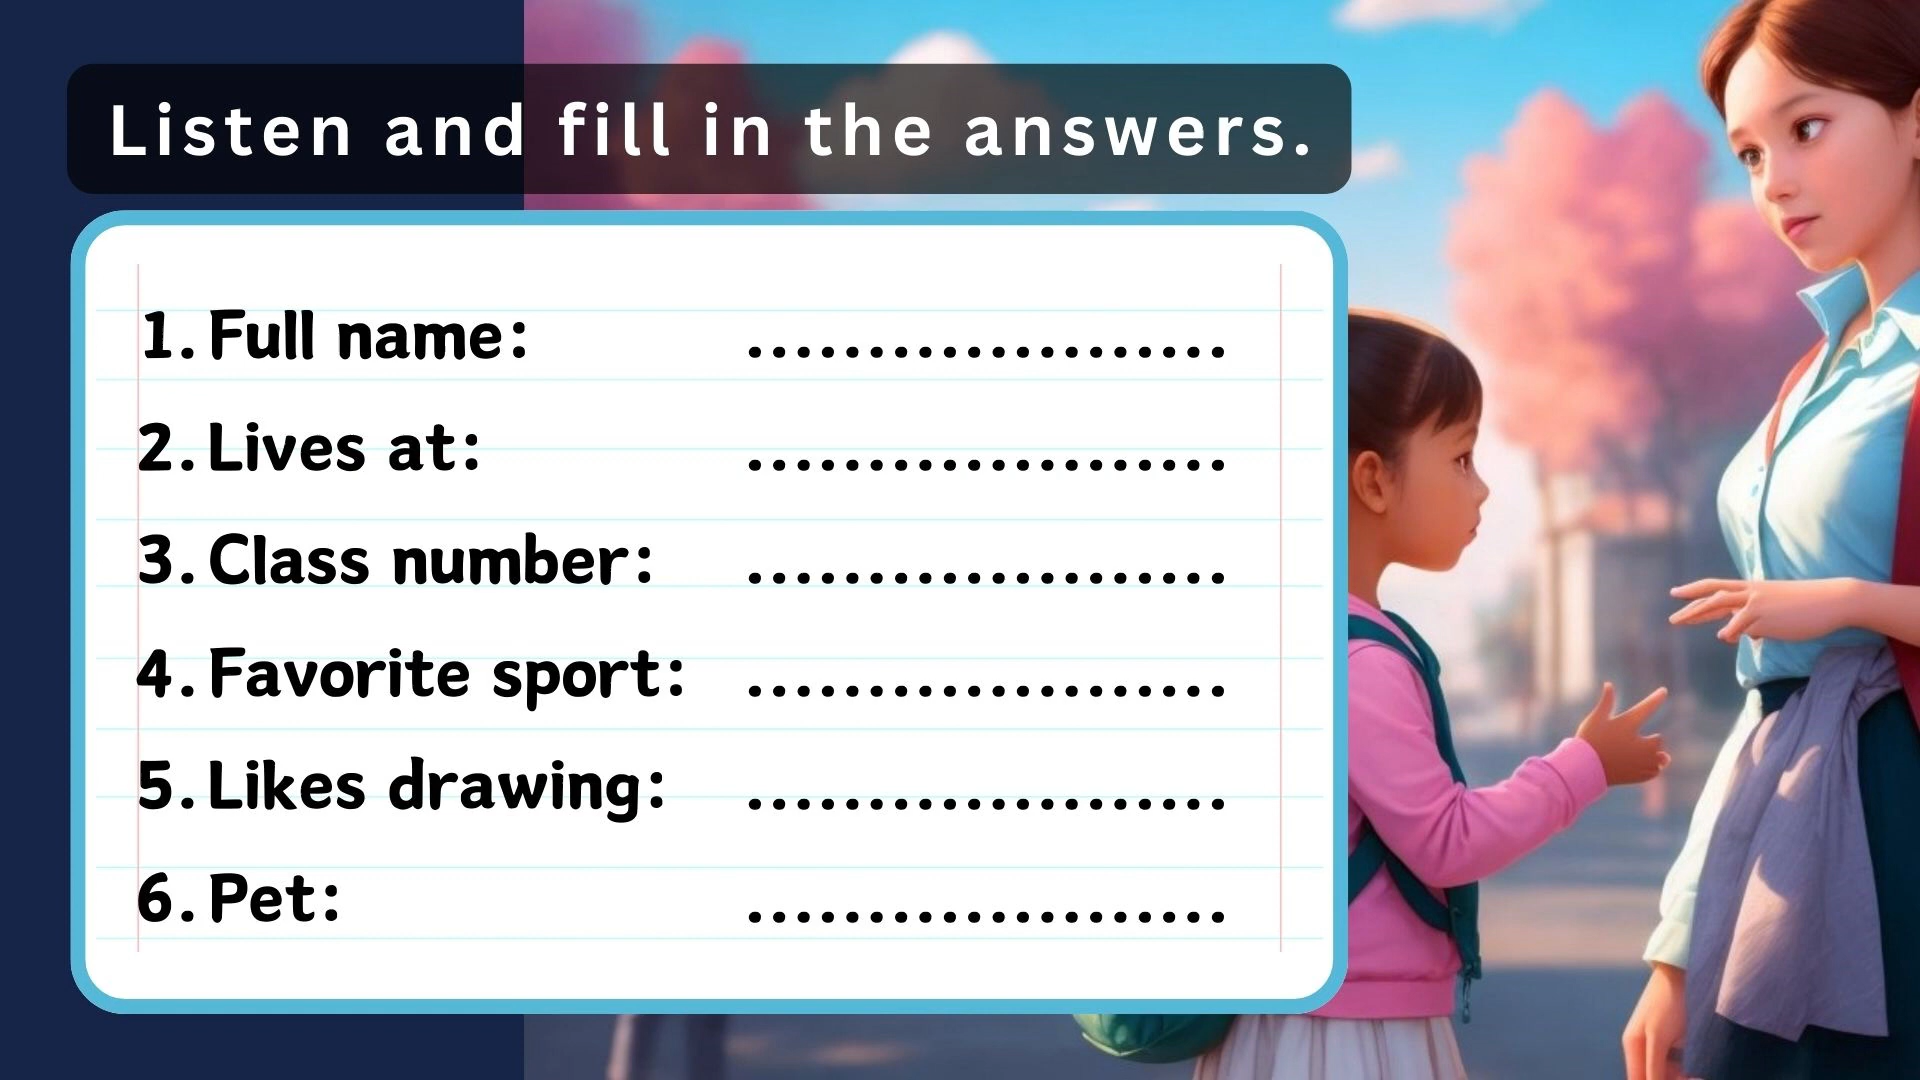 Listen and fill in the answers.
1. Full name: ....................
2. Lives at: ....................
3. Class number: ....................
4. Favorite sport: ....................
5. Likes drawing: ....................
6. Pet: ....................